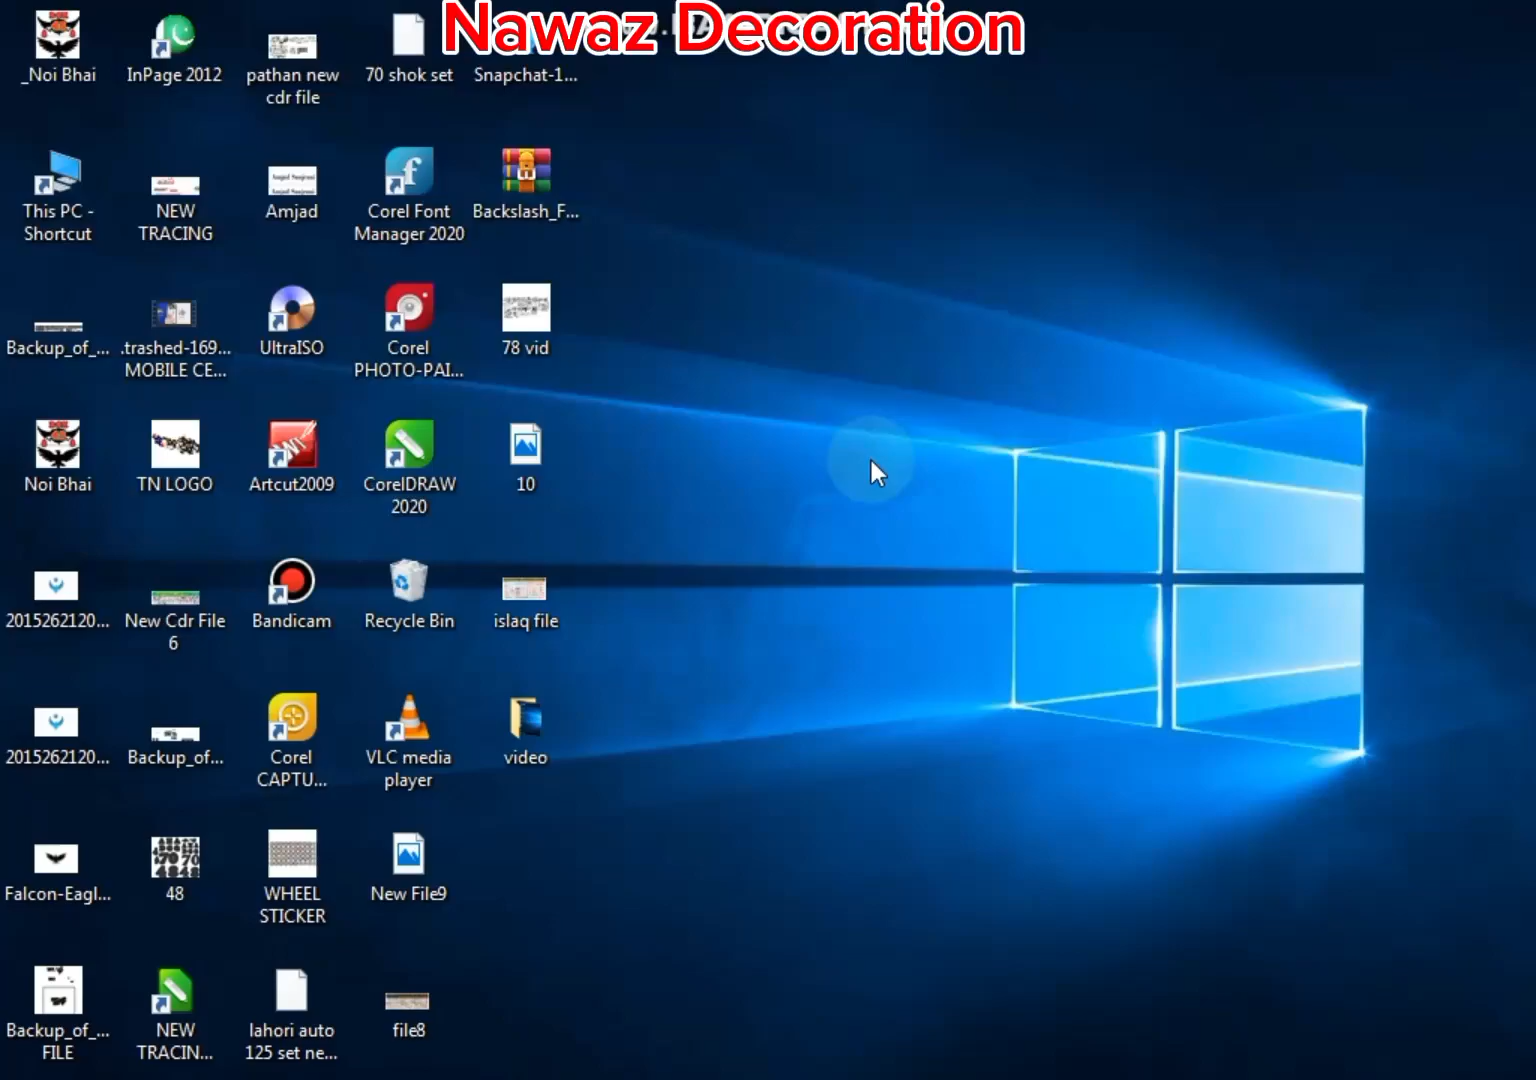 Nawaz Decoration
_Noi Bhai
InPage 2012
pathan new
cdr file
70 shok set
Snapchat-1...
This PC -
Shortcut
NEW
TRACING
Amjad
Corel Font
Manager 2020
Backslash_F...
Backup_of_...
.trashed-169...
MOBILE CE...
UltraISO
Corel
PHOTO-PAI...
78 vid
Noi Bhai
TN LOGO
Artcut2009
CorelDRAW
2020
10
2015262120...
New Cdr File
6
Bandicam
Recycle Bin
islaq file
2015262120...
Backup_of...
Corel
CAPTU...
VLC media
player
video
Falcon-Eagl...
48
WHEEL
STICKER
New File9
Backup_of_...
FILE
NEW
TRACIN...
lahori auto
125 set ne...
file8